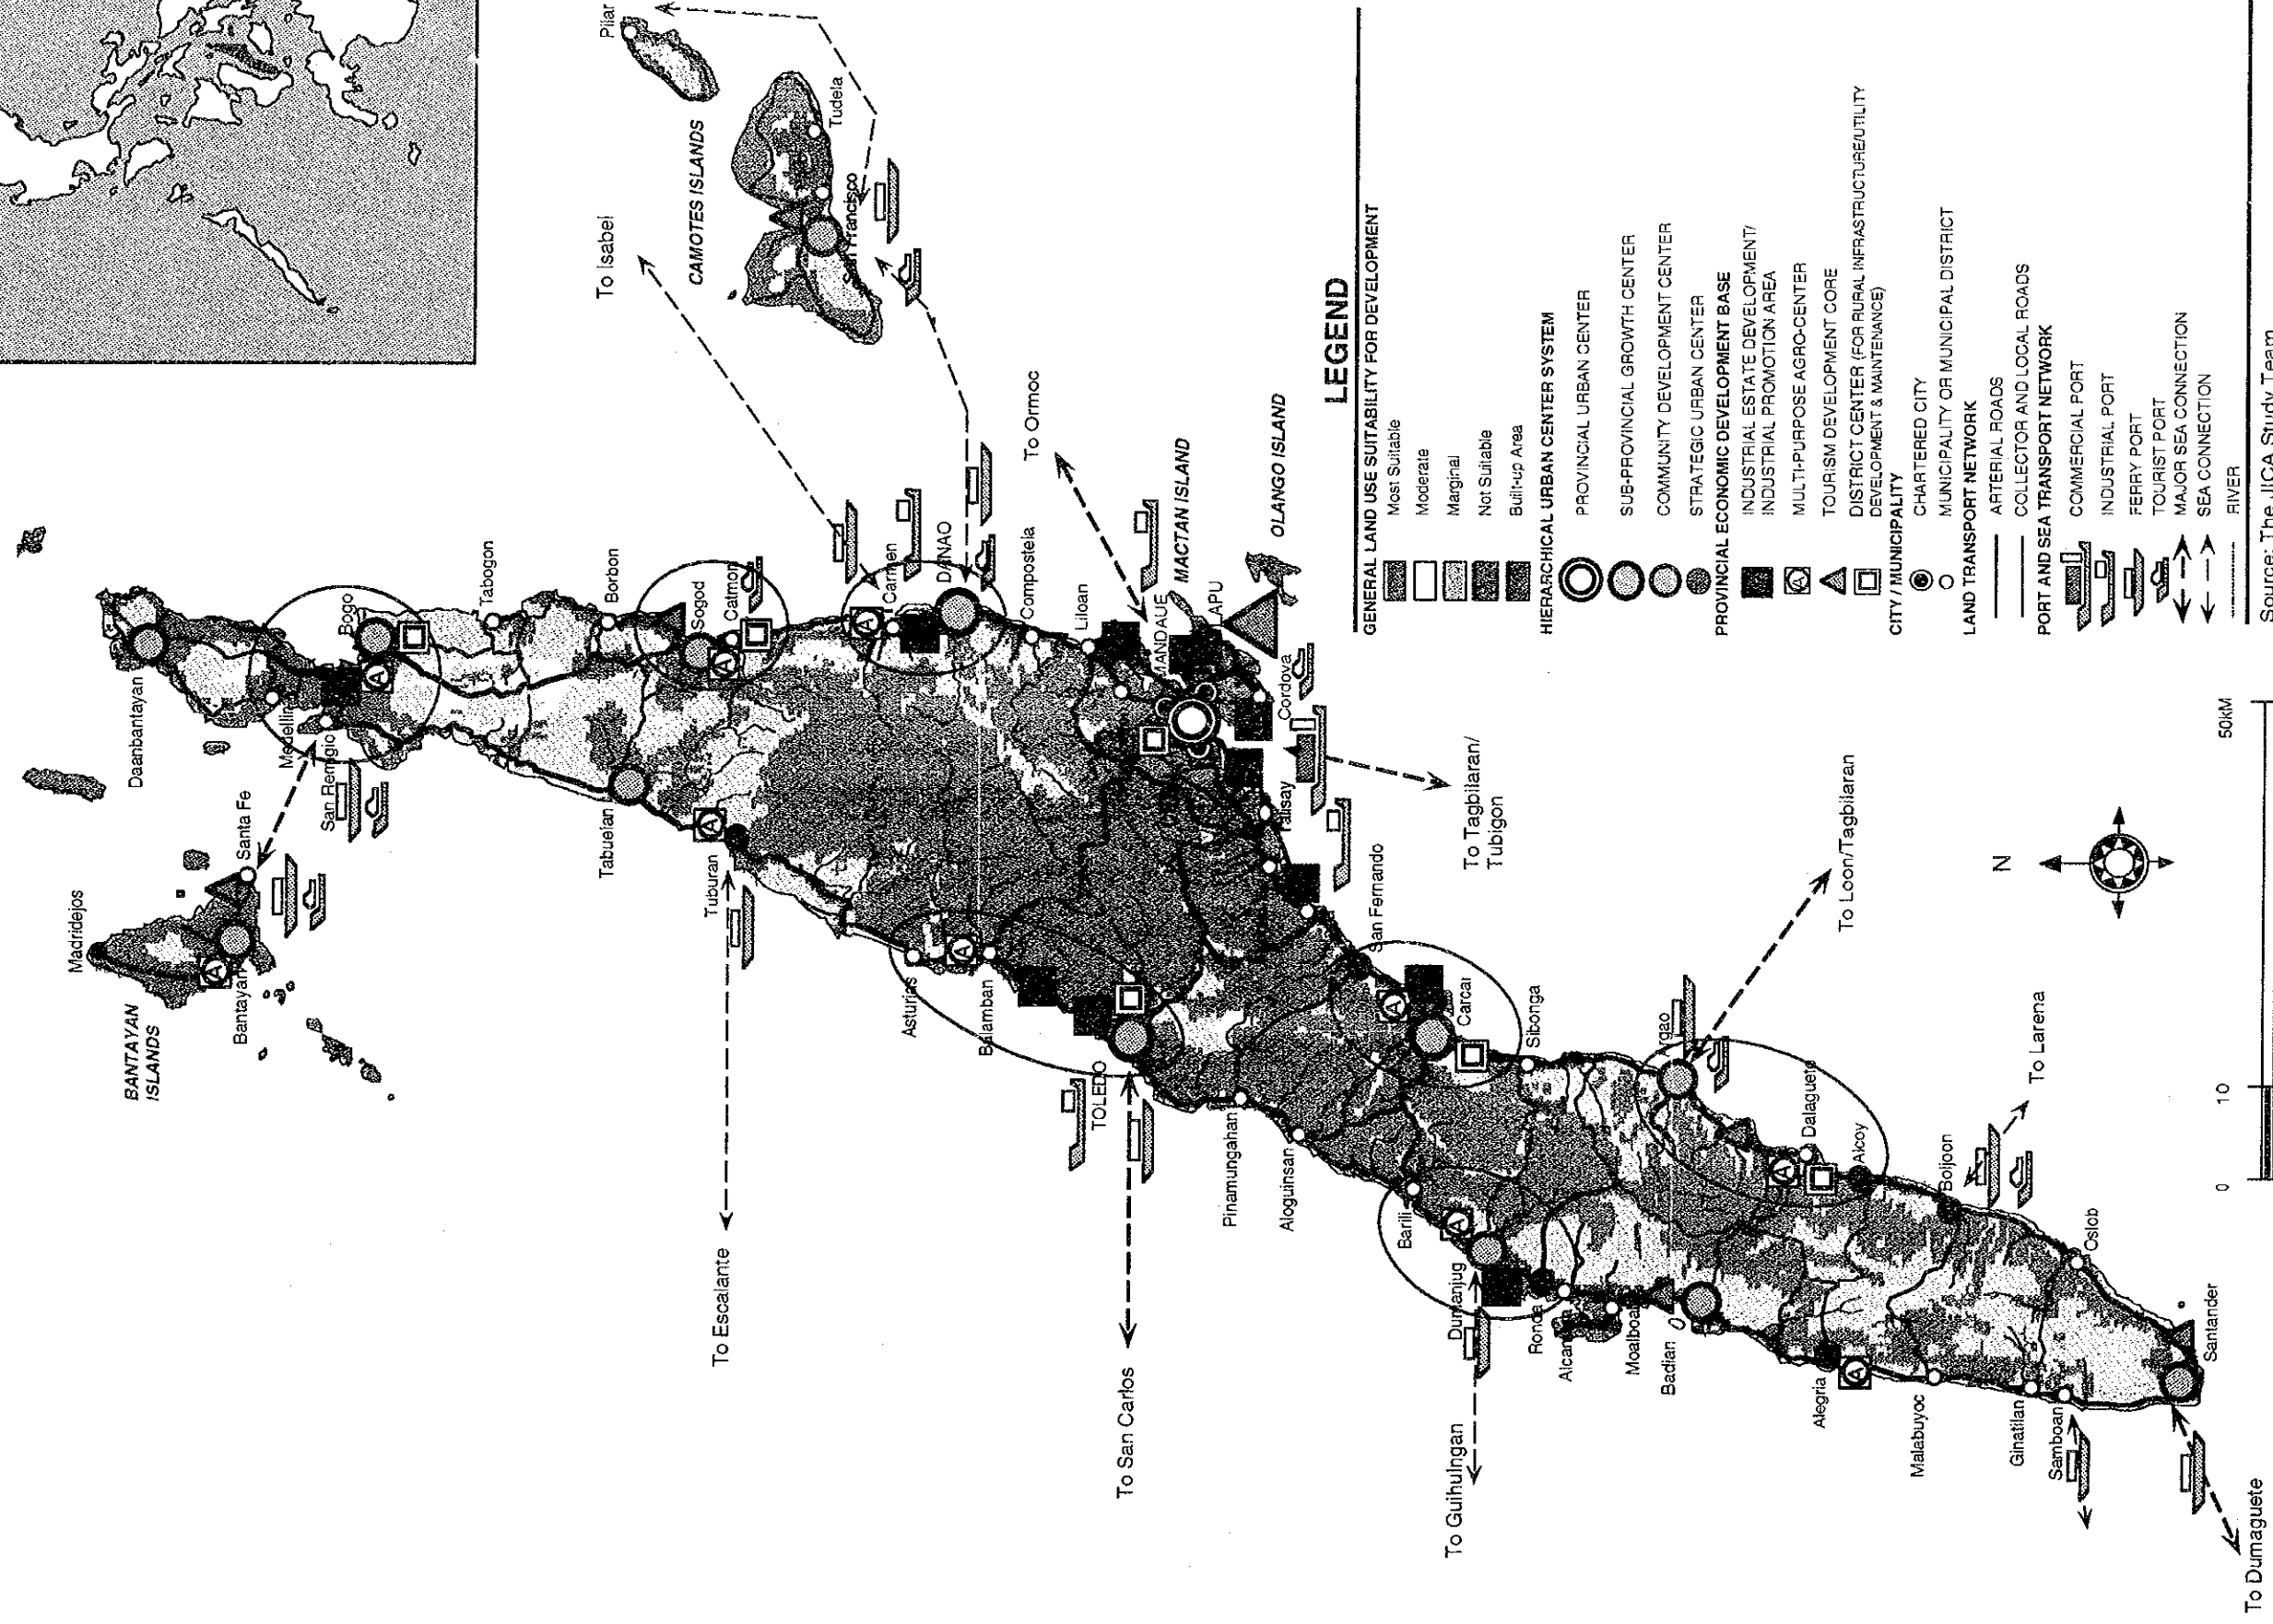 Pilar
CAMOTES ISLANDS
Tudela
San Francisco
To Isabel
To Ormoc
Daanbantayan
Medellin
San Remigio
Bogo
Tabogon
Borbon
Sogod
Catmon
Carmen
DANAO
Compostela
Liloan
MANDAUE
MACTAN ISLAND
LAPU
OLANGO ISLAND
Cordova
Talisay
To Tagbilaran/
Tubigon
Madridejos
Santa Fe
BANTAYAN
ISLANDS
Bantayan
Tabuelan
Tuburan
To Escalante
Asturias
Balamban
TOLEDO
To San Carlos
Pinamungahan
Aloguinsan
San Fernando
Carcar
Sibonga
To Loon/Tagbilaran
Dalaguete
Alcoy
To Larena
Boljoon
Barili
Dumanjug
Ronda
Moalboal
Badian
To Guihulngan
Alegria
Malabuyoc
Ginatilan
Samboan
Oslob
Santander
To Dumaguete
N
0 10 50kM
LEGEND
GENERAL LAND USE SUITABILITY FOR DEVELOPMENT
Most Suitable
Moderate
Marginal
Not Suitable
Built-up Area
HIERARCHICAL URBAN CENTER SYSTEM
PROVINCIAL URBAN CENTER
SUB-PROVINCIAL GROWTH CENTER
COMMUNITY DEVELOPMENT CENTER
STRATEGIC URBAN CENTER
PROVINCIAL ECONOMIC DEVELOPMENT BASE
INDUSTRIAL ESTATE DEVELOPMENT/
INDUSTRIAL PROMOTION AREA
A MULTI-PURPOSE AGRO-CENTER
TOURISM DEVELOPMENT CORE
DISTRICT CENTER (FOR RURAL INFRASTRUCTURE/UTILITY
DEVELOPMENT & MAINTENANCE)
CITY / MUNICIPALITY
CHARTERED CITY
MUNICIPALITY OR MUNICIPAL DISTRICT
LAND TRANSPORT NETWORK
ARTERIAL ROADS
COLLECTOR AND LOCAL ROADS
PORT AND SEA TRANSPORT NETWORK
COMMERCIAL PORT
INDUSTRIAL PORT
FERRY PORT
TOURIST PORT
MAJOR SEA CONNECTION
SEA CONNECTION
RIVER
Source: The JICA Study Team